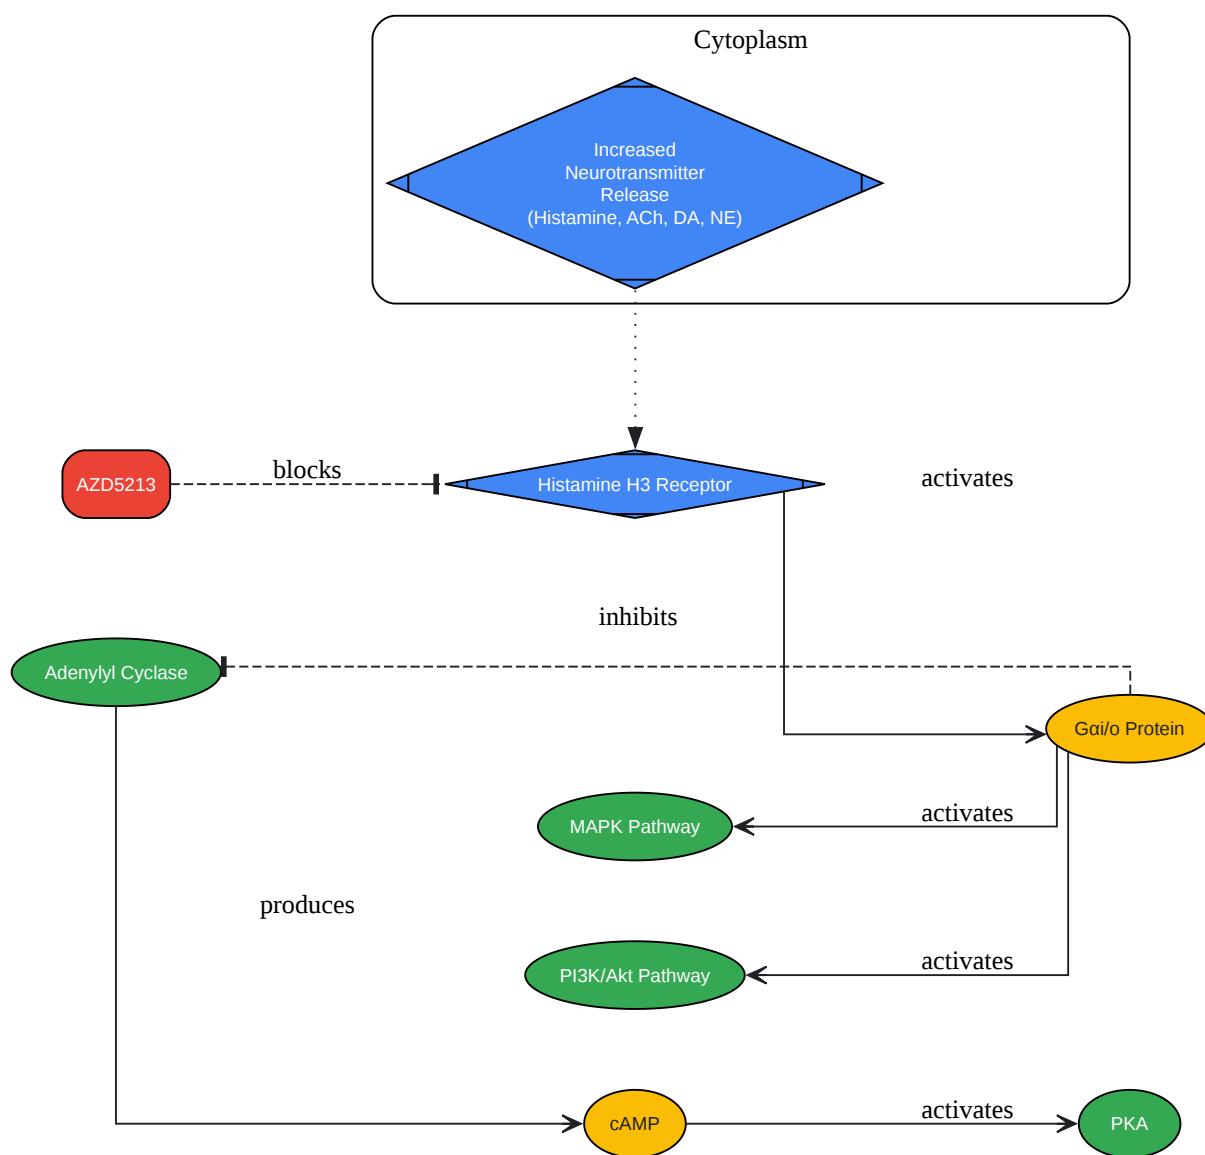 Cytoplasm
Increased
Neurotransmitter
Release
(Histamine, ACh, DA, NE)
AZD5213
blocks
Histamine H3 Receptor
activates
inhibits
Adenylyl Cyclase
Gαi/o Protein
MAPK Pathway
activates
produces
PI3K/Akt Pathway
activates
cAMP
activates
PKA